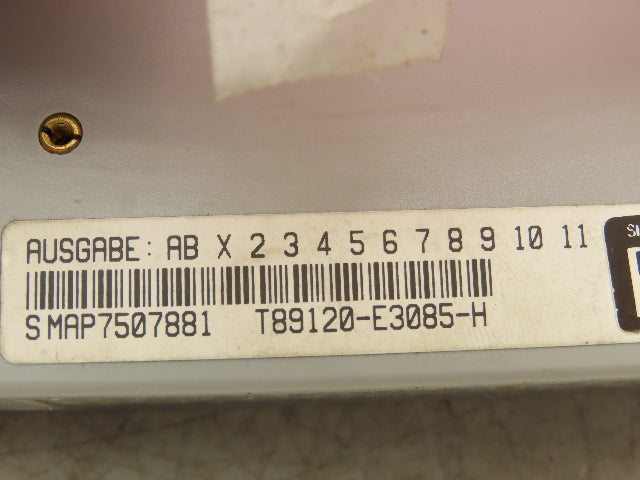 AUSGABE: AB X 2 3 4 5 6 7 8 9 10 11
S MAP7507881 T89120-E3085-H